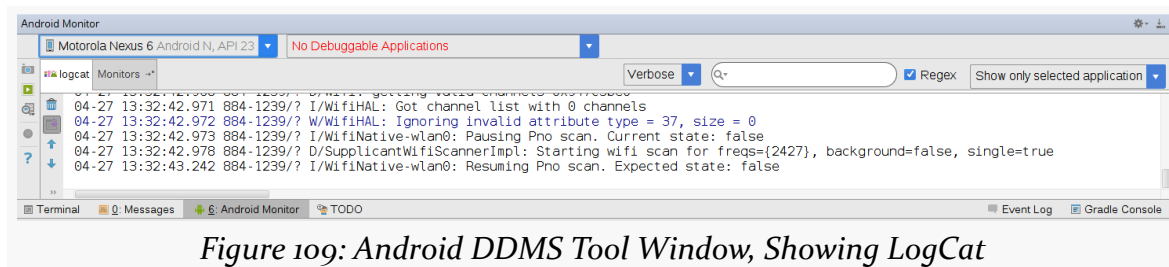 Android Monitor
Motorola Nexus 6 Android N, API 23 No Debuggable Applications
logcat Monitors Verbose Regex Show only selected application
04-27 13:32:42.971 884-1239/? I/WifiHAL: Got channel list with 0 channels
04-27 13:32:42.972 884-1239/? W/WifiHAL: Ignoring invalid attribute type = 37, size = 0
04-27 13:32:42.973 884-1239/? I/WifiNative-wlan0: Pausing Pno scan. Current state: false
04-27 13:32:42.978 884-1239/? D/SupplicantWifiScannerImpl: Starting wifi scan for freqs={2427}, background=false, single=true
04-27 13:32:43.242 884-1239/? I/WifiNative-wlan0: Resuming Pno scan. Expected state: false
Terminal 0: Messages 6: Android Monitor TODO Event Log Gradle Console
Figure 109: Android DDMS Tool Window, Showing LogCat